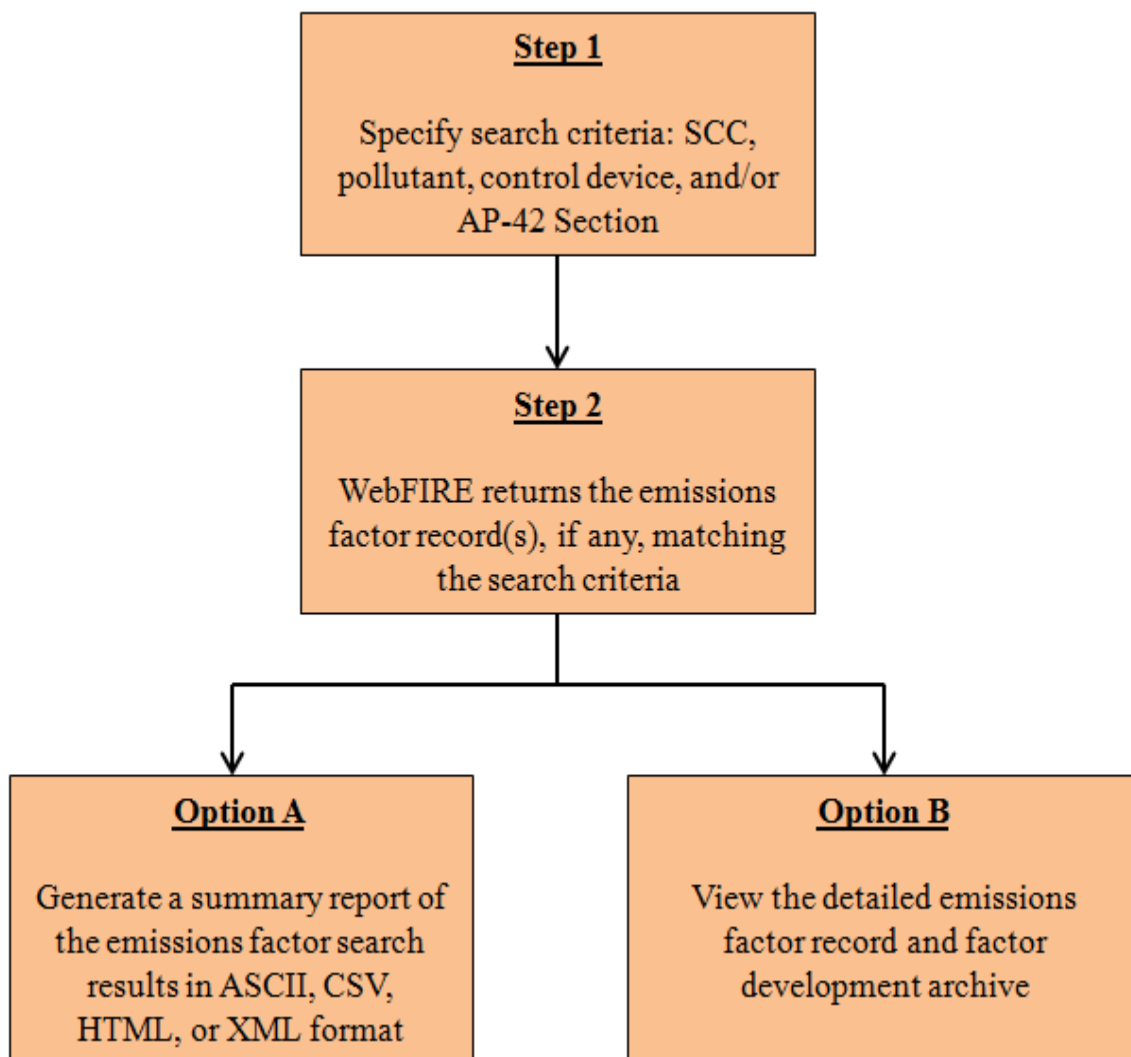 Step 1
Specify search criteria: SCC,
pollutant, control device, and/or
AP-42 Section
Step 2
WebFIRE returns the emissions
factor record(s), if any, matching
the search criteria
Option A
Generate a summary report of
the emissions factor search
results in ASCII, CSV,
HTML, or XML format
Option B
View the detailed emissions
factor record and factor
development archive